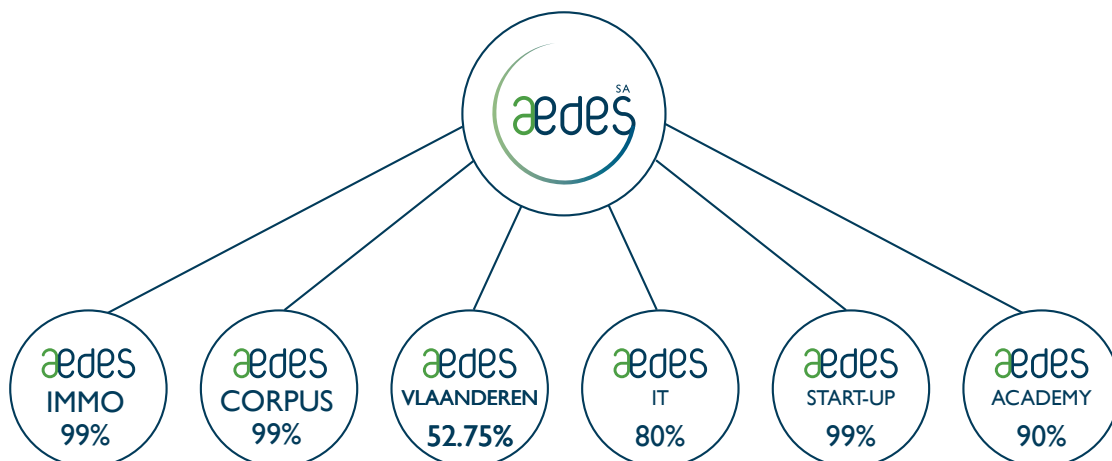 aedes SA
aedes
IMMO
99%
aedes
CORPUS
99%
aedes
VLAANDEREN
52.75%
aedes
IT
80%
aedes
START-UP
99%
aedes
ACADEMY
90%